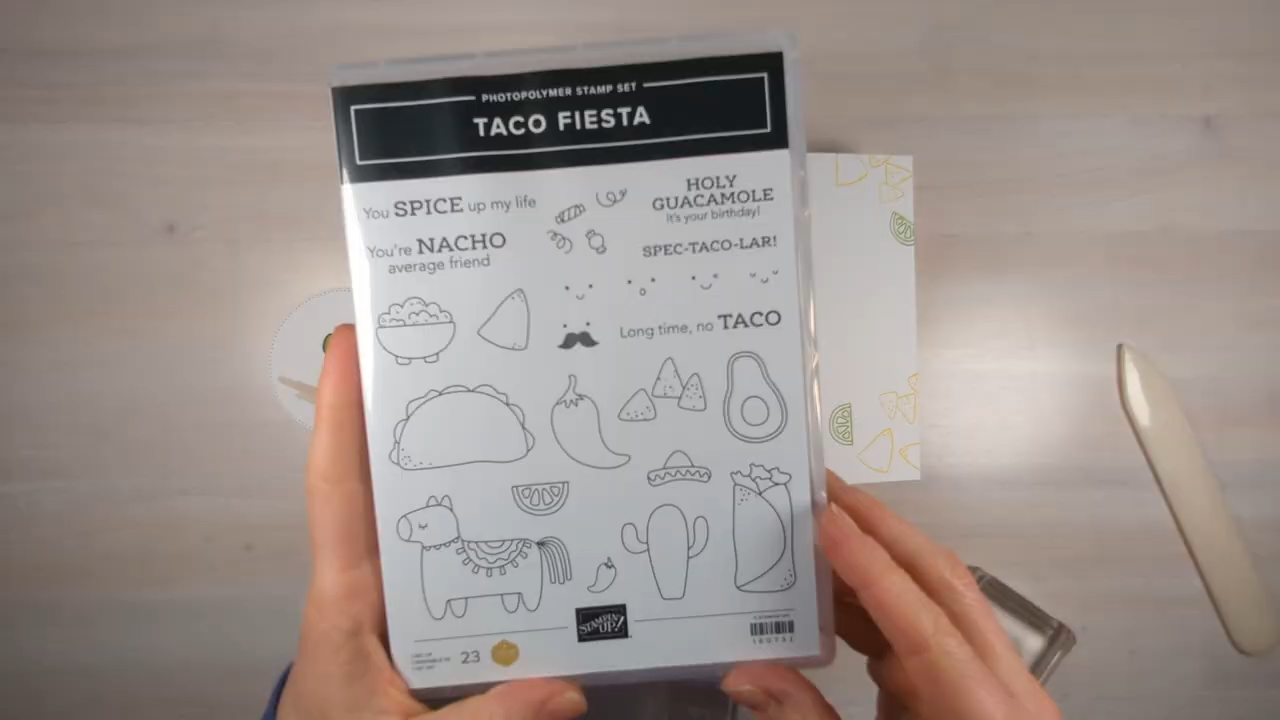 PHOTOPOLYMER STAMP SET
TACO FIESTA
You SPICE up my life
HOLY
GUACAMOLE
it's your birthday!
You're NACHO
average friend
SPEC-TACO-LAR!
Long time, no TACO
STAMPIN' UP!
23